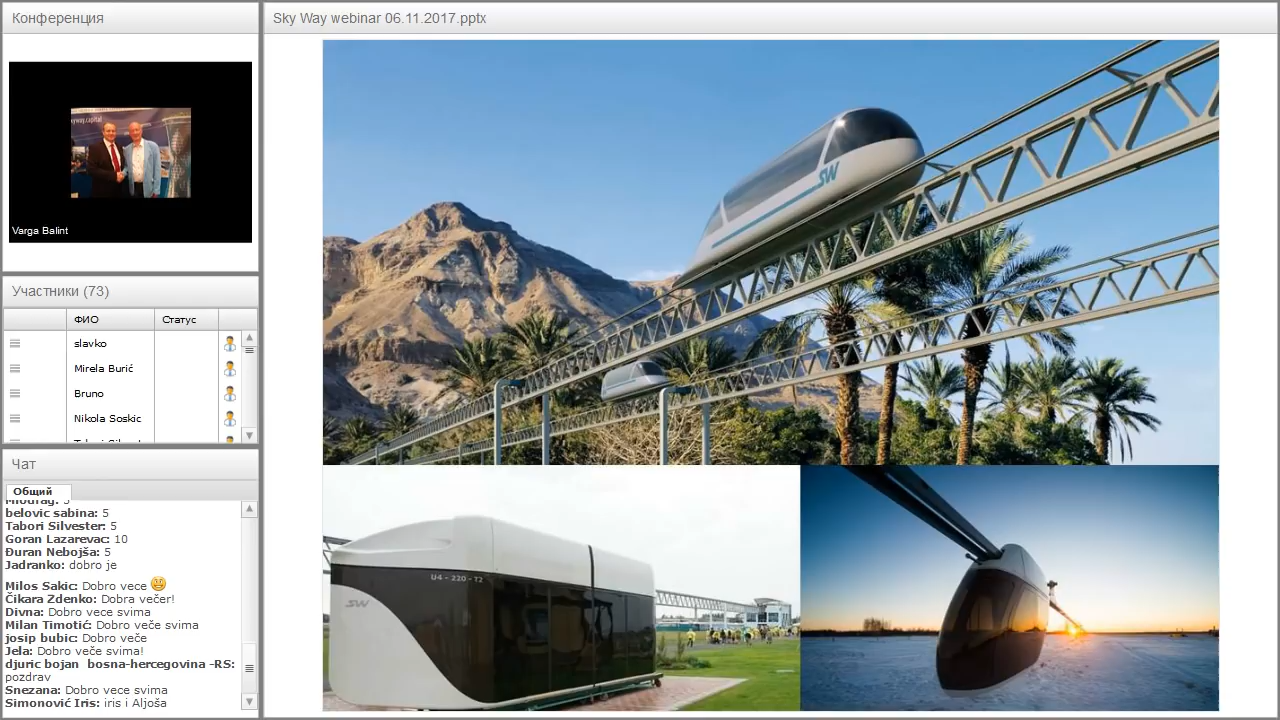 Конференция
Sky Way webinar 06.11.2017.pptx
skyway.capital
Varga Balint
Участники (73)
ФИО
Статус
slavko
Mirela Burić
Bruno
Nikola Soskic
Чат
Общий
Miodrag: 5
belovic sabina: 5
Tabori Silvester: 5
Goran Lazarevac: 10
Đuran Nebojša: 5
Jadranko: dobro je
Milos Sakic: Dobro vece
Čikara Zdenko: Dobra večer!
Divna: Dobro vece svima
Milan Timotić: Dobro veče svima
josip bubic: Dobro veče
Jela: Dobro veče svima!
djuric bojan bosna-hercegovina -RS:
pozdrav
Snezana: Dobro vece svima
Simonović Iris: iris i Aljoša
SW
U4 - 220 - T2
SW